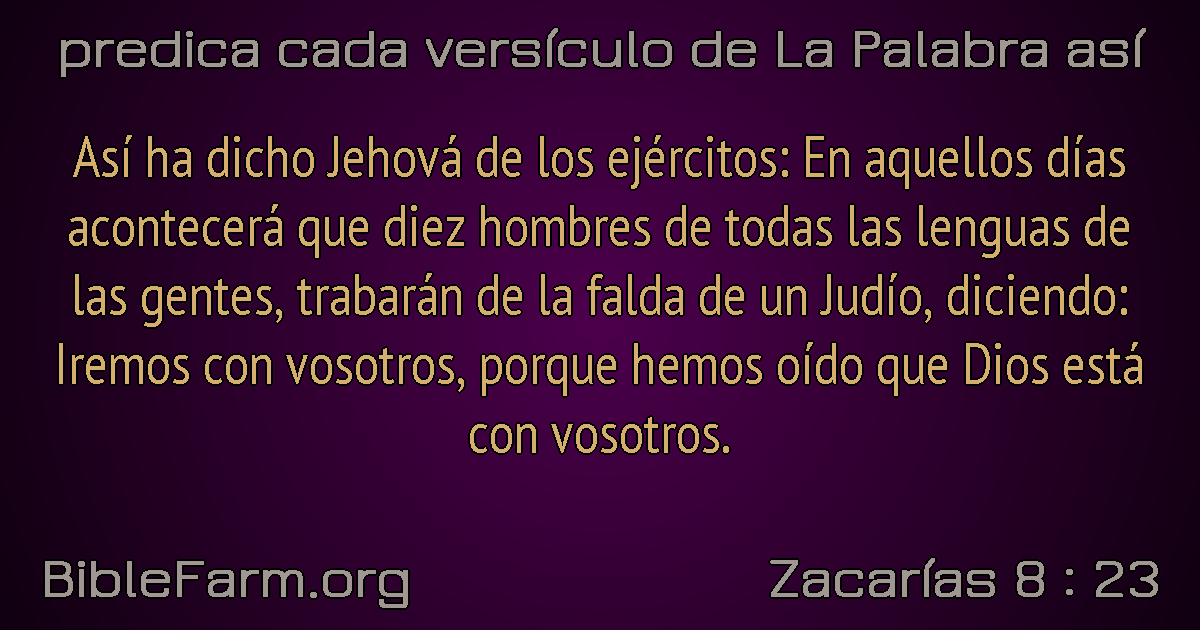 predica cada versículo de La Palabra así
Así ha dicho Jehová de los ejércitos: En aquellos días
acontecerá que diez hombres de todas las lenguas de
las gentes, trabarán de la falda de un Judío, diciendo:
Iremos con vosotros, porque hemos oído que Dios está
con vosotros.
BibleFarm.org
Zacarías 8 : 23